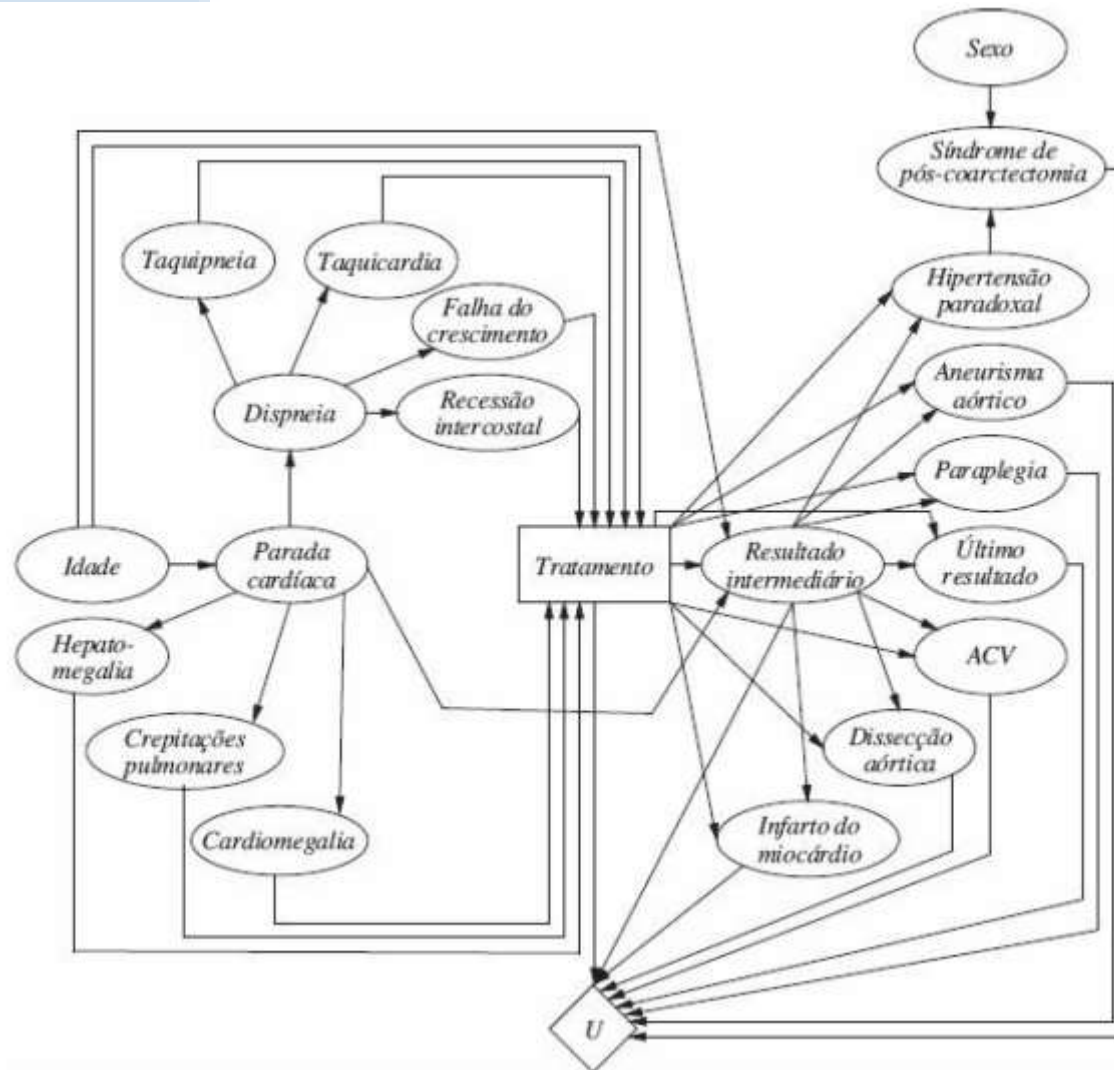 Sexo
Síndrome de
pós-coarctectomia
Taquipneia
Taquicardia
Hipertensão
paradoxal
Falha do
crescimento
Aneurisma
aórtico
Dispneia
Recessão
intercostal
Paraplegia
Idade
Parada
cardíaca
Tratamento
Resultado
intermediário
Último
resultado
Hepato-
megalia
ACV
Crepitações
pulmonares
Dissecção
aórtica
Cardiomegalia
Infarto do
miocárdio
U